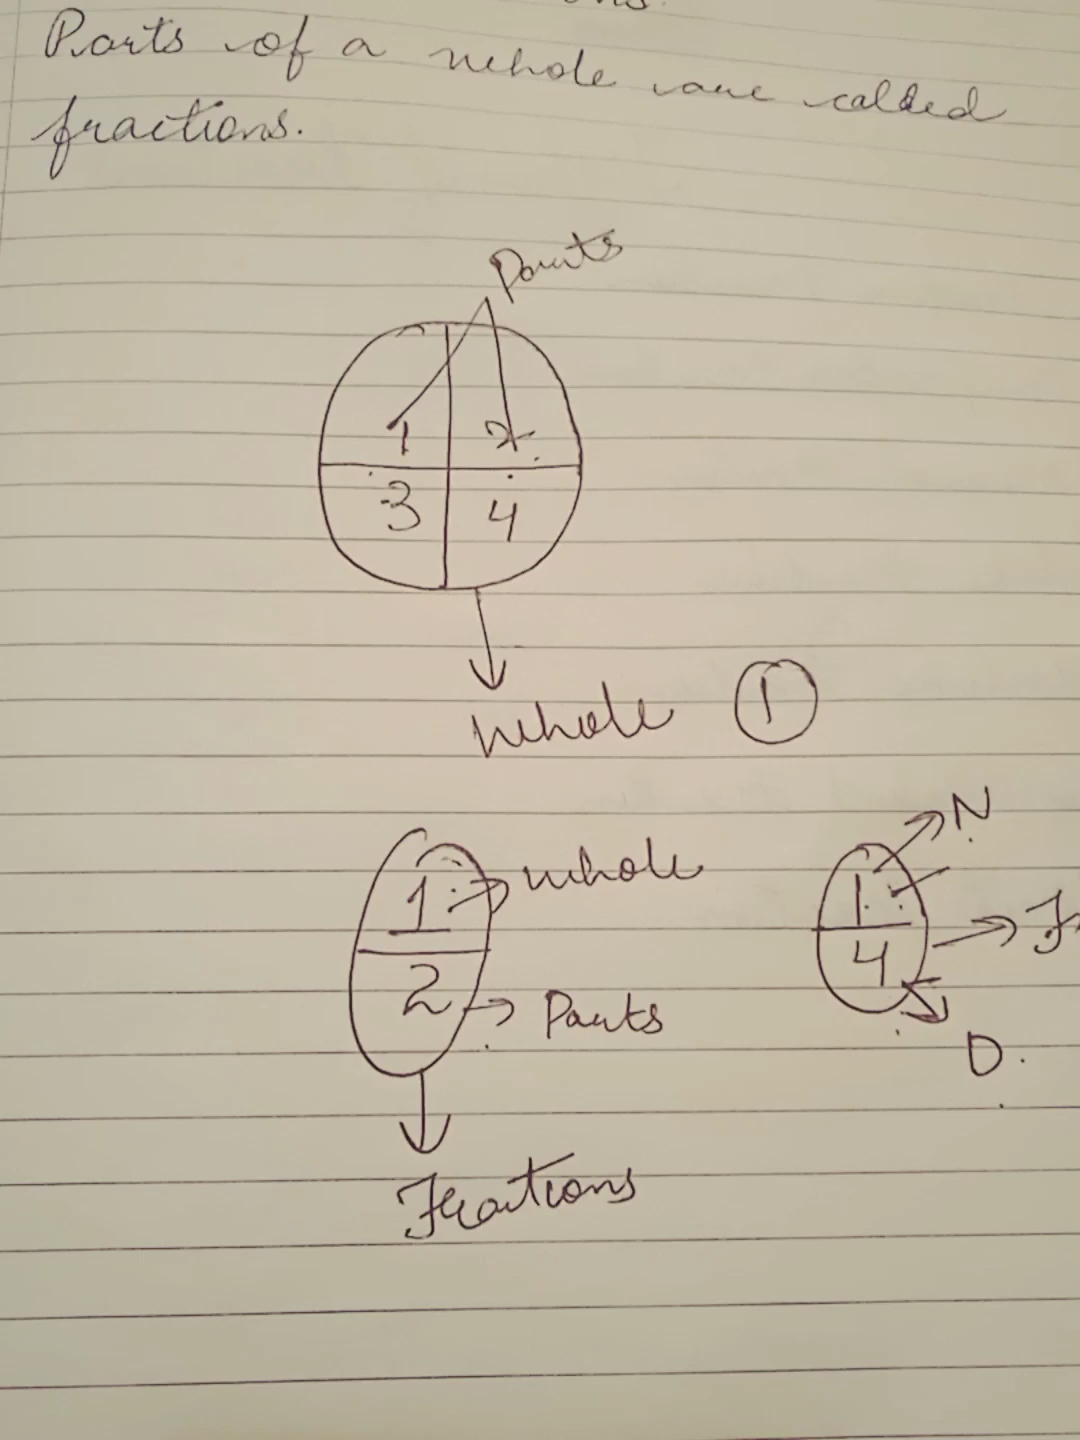 Parts of a whole are called
fractions.
Parts
1 2
3 4
Whole 1
1 whole
2 Parts
Fractions
N
1
4
D.